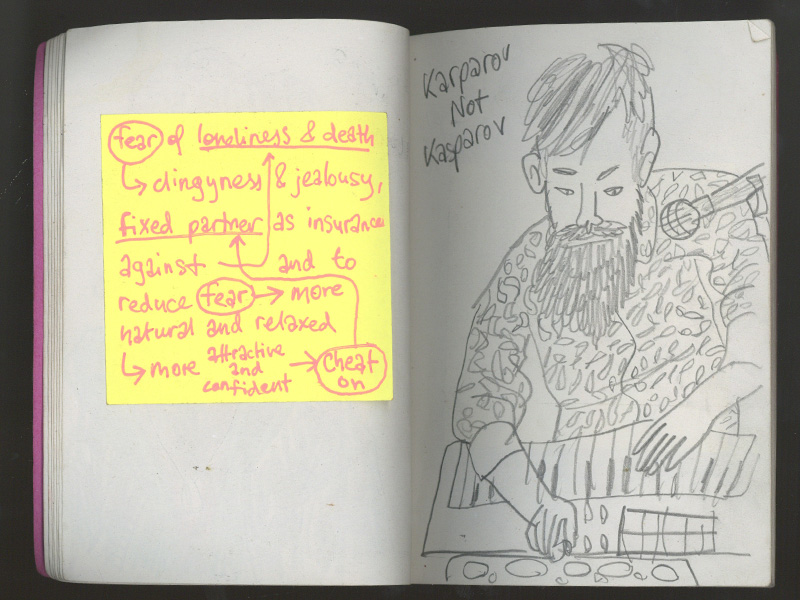 fear of loneliness & death
↳ clingyness & jealousy,
fixed partner as insurance
against and to
reduce fear → more
natural and relaxed
↳ more attractive and confident → Cheat on
Karparov
Not
Kasparov